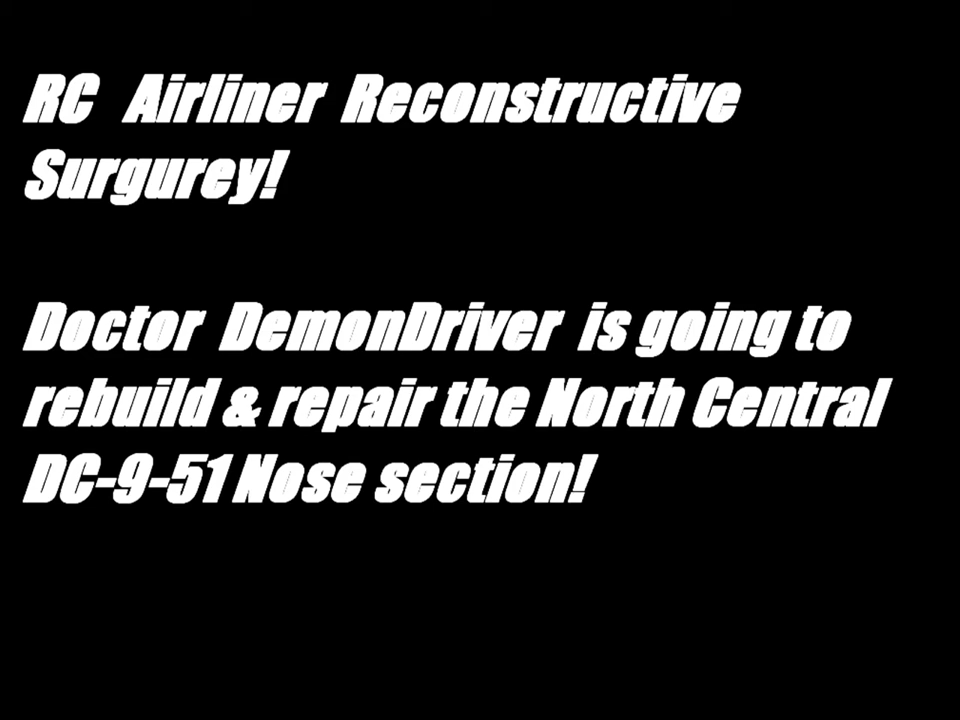 RC Airliner Reconstructive
Surgurey!
Doctor DemonDriver is going to
rebuild & repair the North Central
DC-9-51 Nose section!